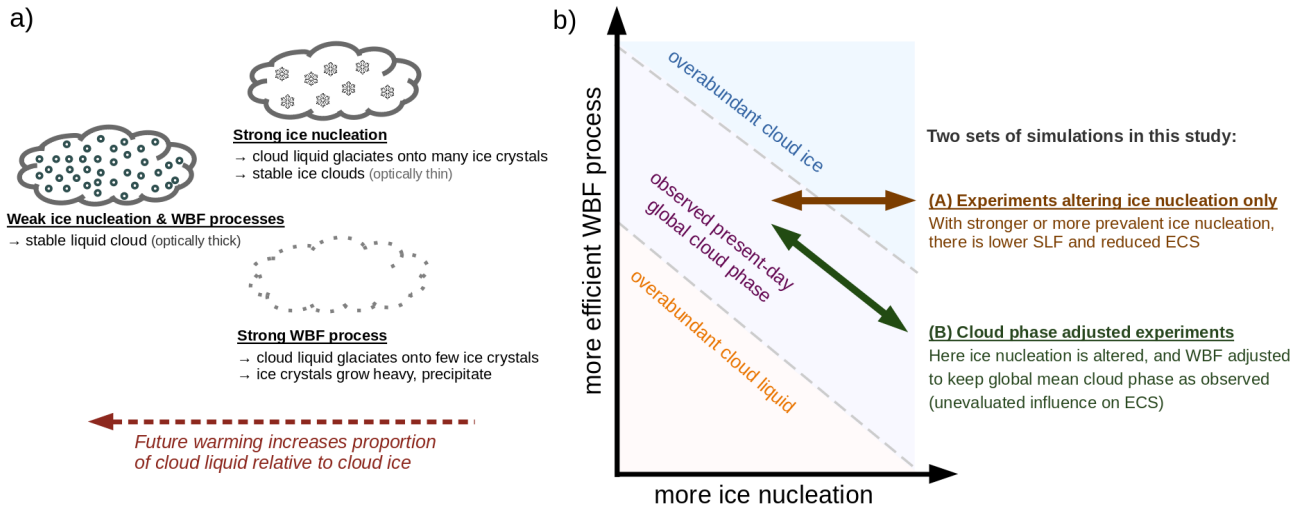 a)
Strong ice nucleation
→ cloud liquid glaciates onto many ice crystals
→ stable ice clouds (optically thin)
Weak ice nucleation & WBF processes
→ stable liquid cloud (optically thick)
Strong WBF process
→ cloud liquid glaciates onto few ice crystals
→ ice crystals grow heavy, precipitate
Future warming increases proportion
of cloud liquid relative to cloud ice
b)
more efficient WBF process
more ice nucleation
overabundant cloud ice
observed present-day
global cloud phase
overabundant cloud liquid
Two sets of simulations in this study:
(A) Experiments altering ice nucleation only
With stronger or more prevalent ice nucleation,
there is lower SLF and reduced ECS
(B) Cloud phase adjusted experiments
Here ice nucleation is altered, and WBF adjusted
to keep global mean cloud phase as observed
(unevaluated influence on ECS)